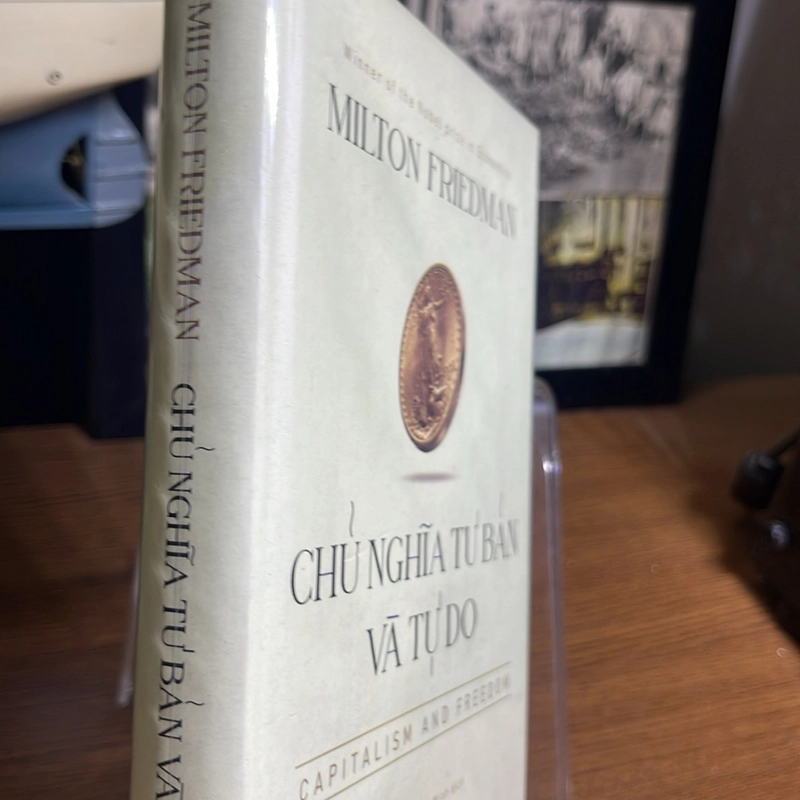 MILTON FRIEDMAN CHỦ NGHĨA TƯ BẢN VÀ
Winner of the Nobel prize in
MILTON FRIEDMAN
CHỦ NGHĨA TƯ BẢN
VÀ TỰ DO
CAPITALISM AND FREEDOM